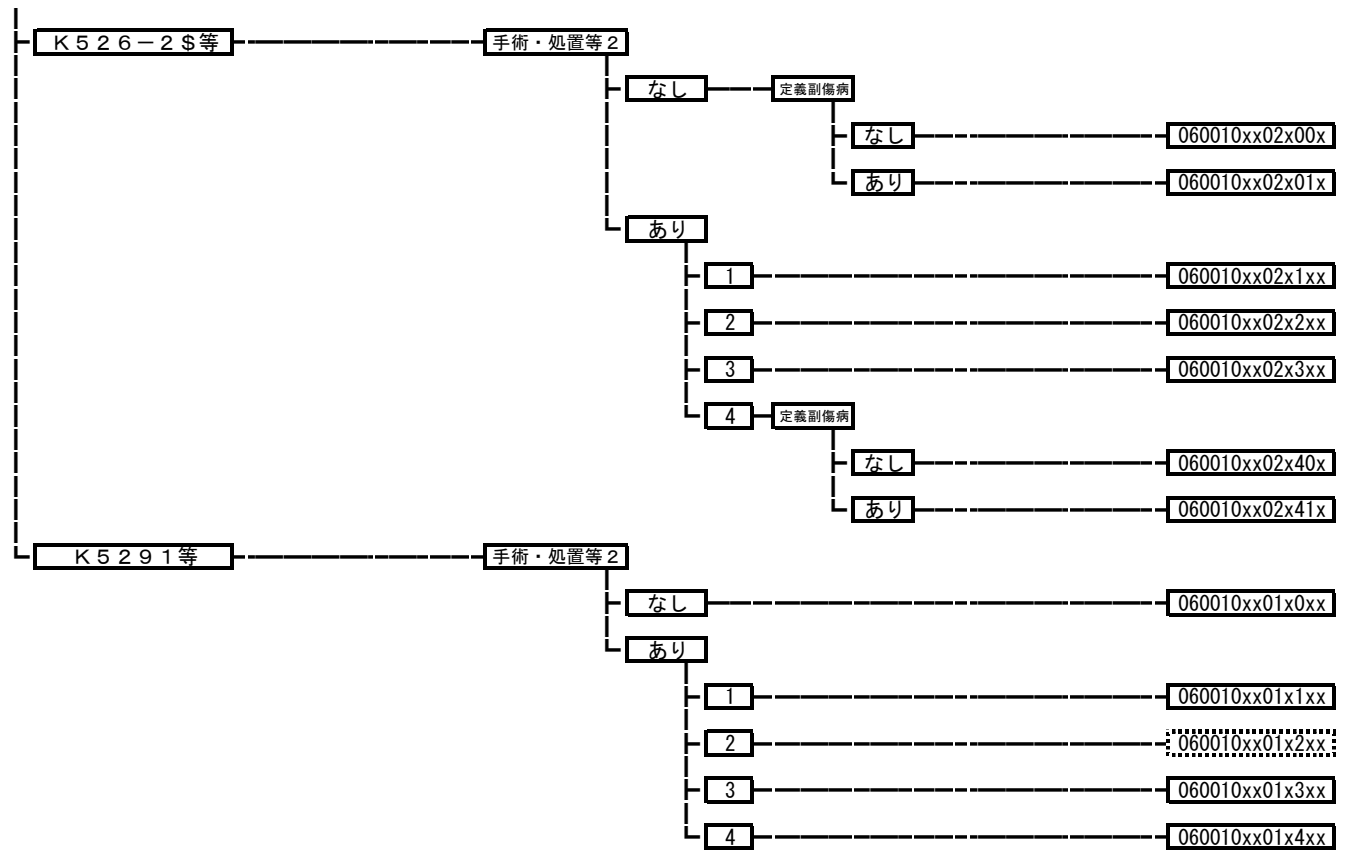 K526-2$等 手術・処置等2
なし 定義副傷病
なし 060010xx02x00x
あり 060010xx02x01x
あり
1 060010xx02x1xx
2 060010xx02x2xx
3 060010xx02x3xx
4 定義副傷病
なし 060010xx02x40x
あり 060010xx02x41x
K5291等 手術・処置等2
なし 060010xx01x0xx
あり
1 060010xx01x1xx
2 060010xx01x2xx
3 060010xx01x3xx
4 060010xx01x4xx